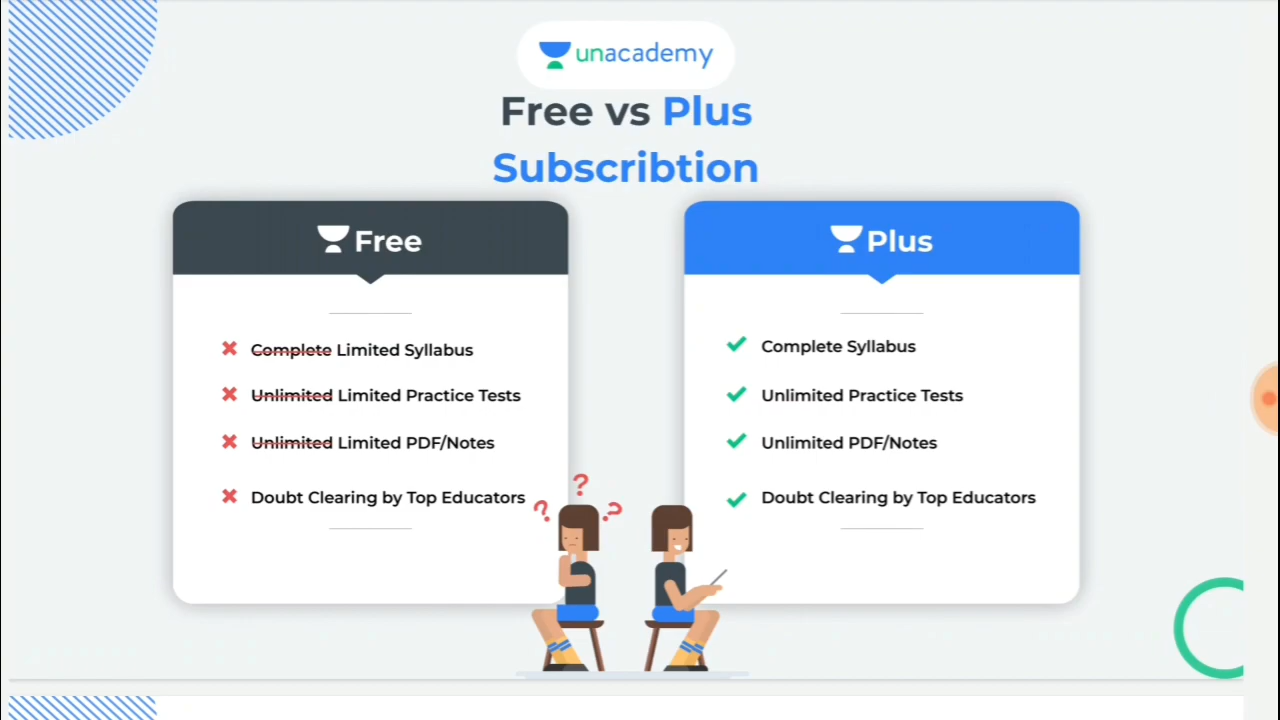 unacademy
Free vs Plus
Subscribtion
Free
Complete Limited Syllabus
Unlimited Limited Practice Tests
Unlimited Limited PDF/Notes
Doubt Clearing by Top Educators
Plus
Complete Syllabus
Unlimited Practice Tests
Unlimited PDF/Notes
Doubt Clearing by Top Educators
? ? ?